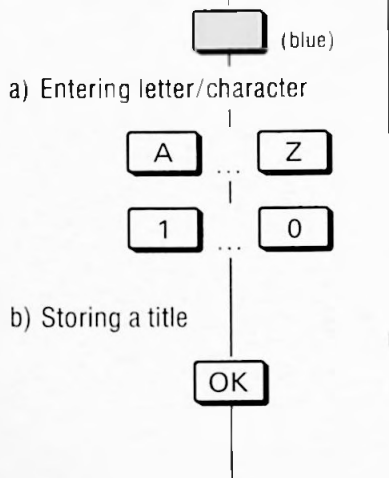 (blue)
a) Entering letter/character
A ... Z
1 ... 0
b) Storing a title
OK